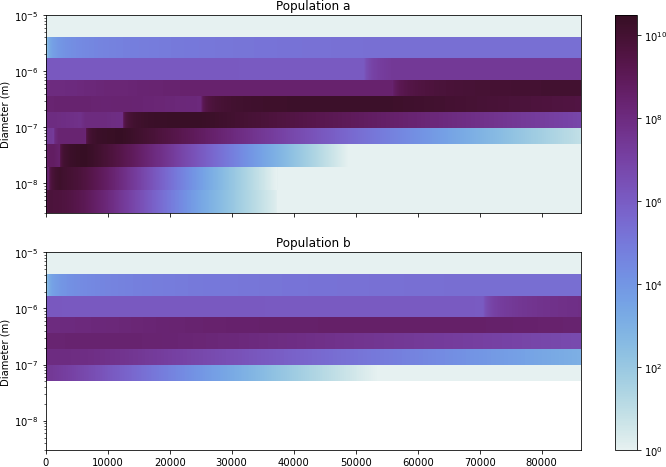 Population a
10⁻⁵
10⁻⁶
10⁻⁷
10⁻⁸
Diameter (m)
Population b
10⁻⁵
10⁻⁶
10⁻⁷
10⁻⁸
Diameter (m)
0 10000 20000 30000 40000 50000 60000 70000 80000
10¹⁰
10⁸
10⁶
10⁴
10²
10⁰